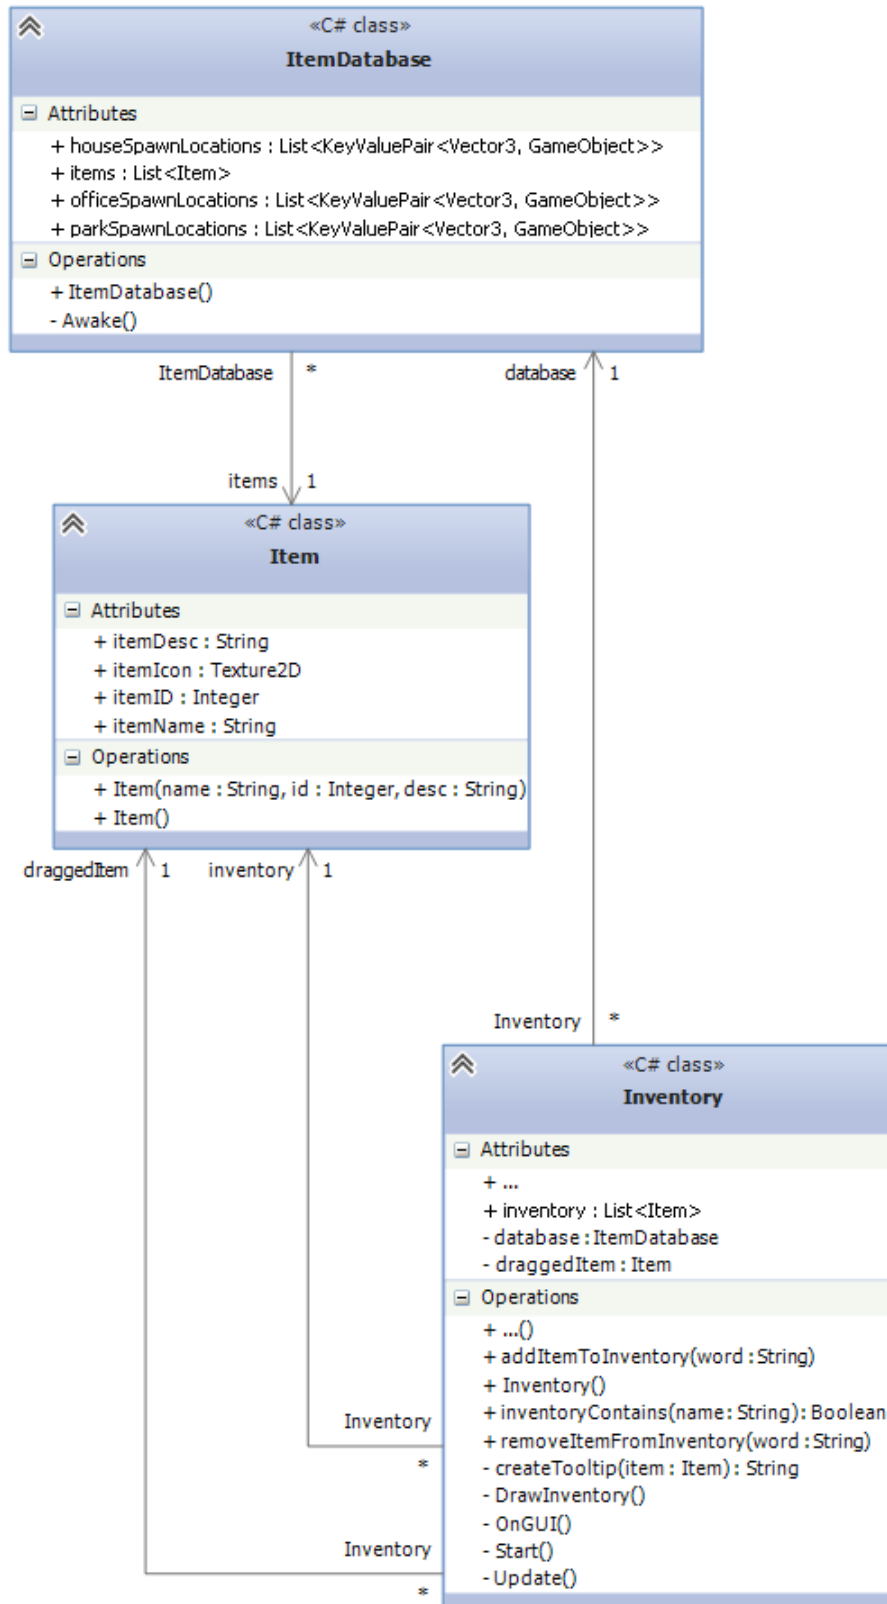 «C# class»
ItemDatabase
Attributes
+ houseSpawnLocations : List<KeyValuePair<Vector3, GameObject>>
+ items : List<Item>
+ officeSpawnLocations : List<KeyValuePair<Vector3, GameObject>>
+ parkSpawnLocations : List<KeyValuePair<Vector3, GameObject>>
Operations
+ ItemDatabase()
- Awake()
ItemDatabase * database 1
items 1
«C# class»
Item
Attributes
+ itemDesc : String
+ itemIcon : Texture2D
+ itemID : Integer
+ itemName : String
Operations
+ Item(name : String, id : Integer, desc : String)
+ Item()
draggedItem 1 inventory 1
Inventory *
«C# class»
Inventory
Attributes
+ ...
+ inventory : List<Item>
- database : ItemDatabase
- draggedItem : Item
Operations
+ ...()
+ addItemToInventory(word : String)
+ Inventory()
+ inventoryContains(name : String) : Boolean
+ removeItemFromInventory(word : String)
- createTooltip(item : Item) : String
- DrawInventory()
- OnGUI()
- Start()
- Update()
Inventory
*
Inventory
*